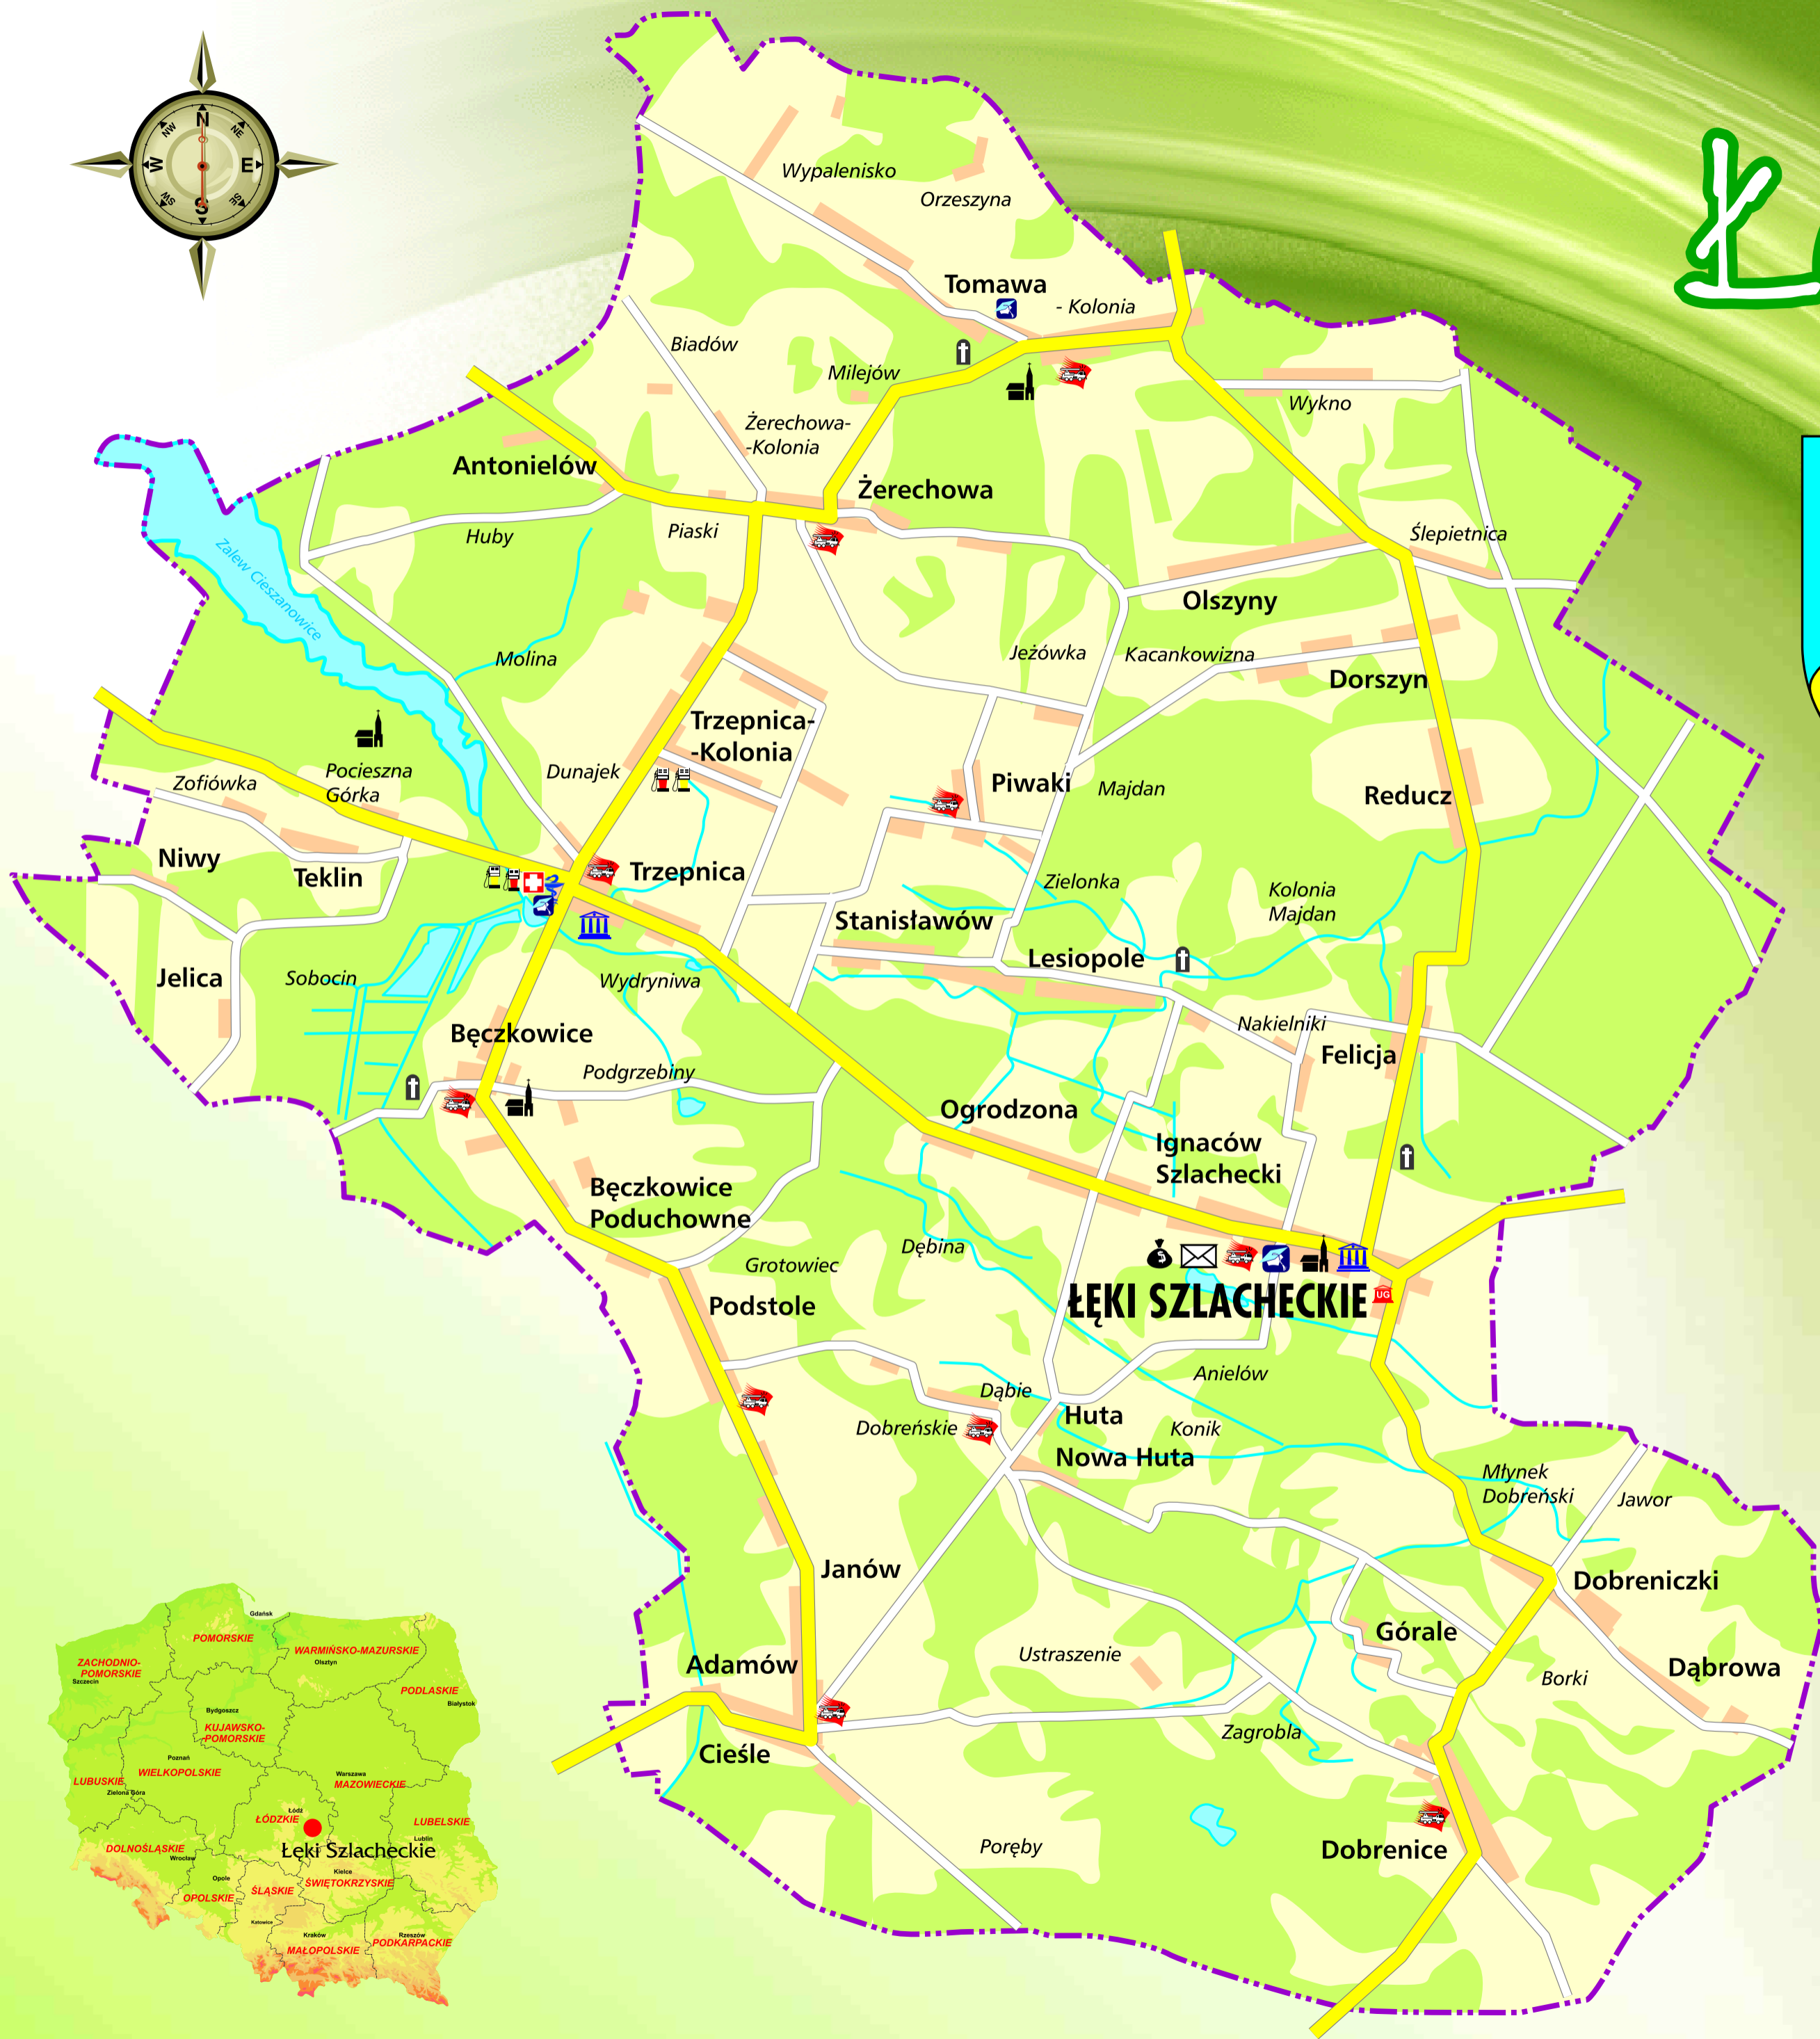 N
NE
E
SE
S
SW
W
NW
Wypalenisko
Orzeszyna
Tomawa
- Kolonia
Biadów
Milejów
Wykno
Żerechowa-
-Kolonia
Antonielów
Żerechowa
Huby
Piaski
Ślepietnica
Zalew Cieszanowice
Olszyny
Molina
Jeżówka
Kacankowizna
Dorszyn
Trzepnica-
-Kolonia
Pocieszna
Górka
Zofiówka
Dunajek
Piwaki
Majdan
Reducz
Niwy
Teklin
Trzepnica
Zielonka
Kolonia
Majdan
Stanisławów
Lesiopole
Jelica
Sobocin
Wydryniwa
Nakielniki
Bęczkowice
Felicja
Podgrzebiny
Ogrodzona
Ignaców
Szlachecki
Bęczkowice
Poduchowne
Dębina
Grotowiec
$
ŁĘKI SZLACHECKIE
UG
Podstole
Anielów
Dąbie
Dobreńskie
Huta
Konik
Nowa Huta
Młynek
Dobreński
Jawor
Janów
Dobreniczki
Górale
Adamów
Ustraszenie
Borki
Dąbrowa
Zagrobla
Cieśle
Poręby
Dobrenice
Gdańsk
POMORSKIE
WARMIŃSKO-MAZURSKIE
Olsztyn
ZACHODNIO-
POMORSKIE
Szczecin
PODLASKIE
Białystok
Bydgoszcz
KUJAWSKO-
-POMORSKIE
Poznań
WIELKOPOLSKIE
Warszawa
MAZOWIECKIE
LUBUSKIE
Zielona Góra
Łódź
ŁÓDZKIE
LUBELSKIE
Lublin
DOLNOŚLĄSKIE
Wrocław
Łęki Szlacheckie
Opole
OPOLSKIE
ŚLĄSKIE
Kielce
ŚWIĘTOKRZYSKIE
Katowice
Kraków
MAŁOPOLSKIE
Rzeszów
PODKARPACKIE